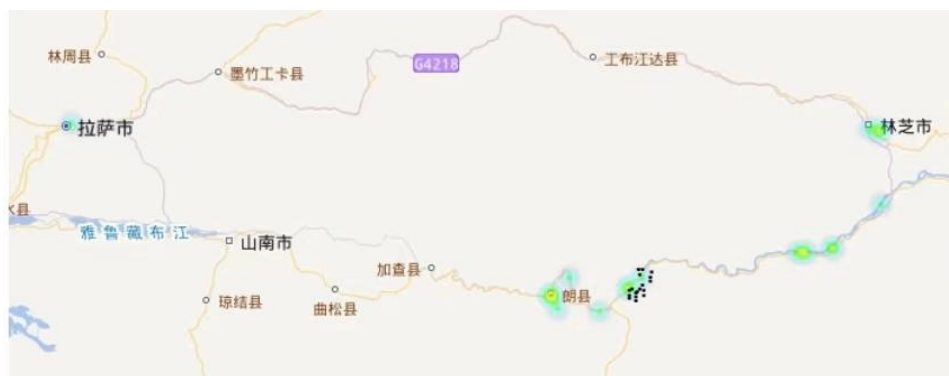 林周县
墨竹工卡县
G4218
工布江达县
拉萨市
林芝市
水县
雅鲁藏布江
山南市
加查县
琼结县
曲松县
朗县